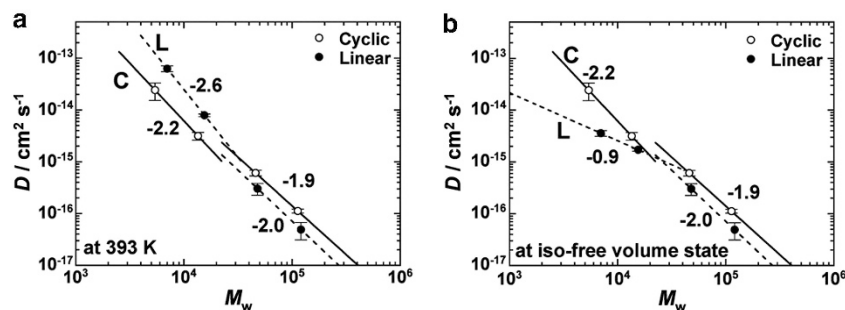 a
b
L
Cyclic
Linear
C
-2.6
-2.2
-1.9
-2.0
at 393 K
D / cm² s⁻¹
10⁻¹³
10⁻¹⁴
10⁻¹⁵
10⁻¹⁶
10⁻¹⁷
10³ 10⁴ 10⁵ 10⁶
M_w
C
Cyclic
Linear
-2.2
L
-0.9
-1.9
-2.0
at iso-free volume state
D / cm² s⁻¹
10⁻¹³
10⁻¹⁴
10⁻¹⁵
10⁻¹⁶
10⁻¹⁷
10³ 10⁴ 10⁵ 10⁶
M_w